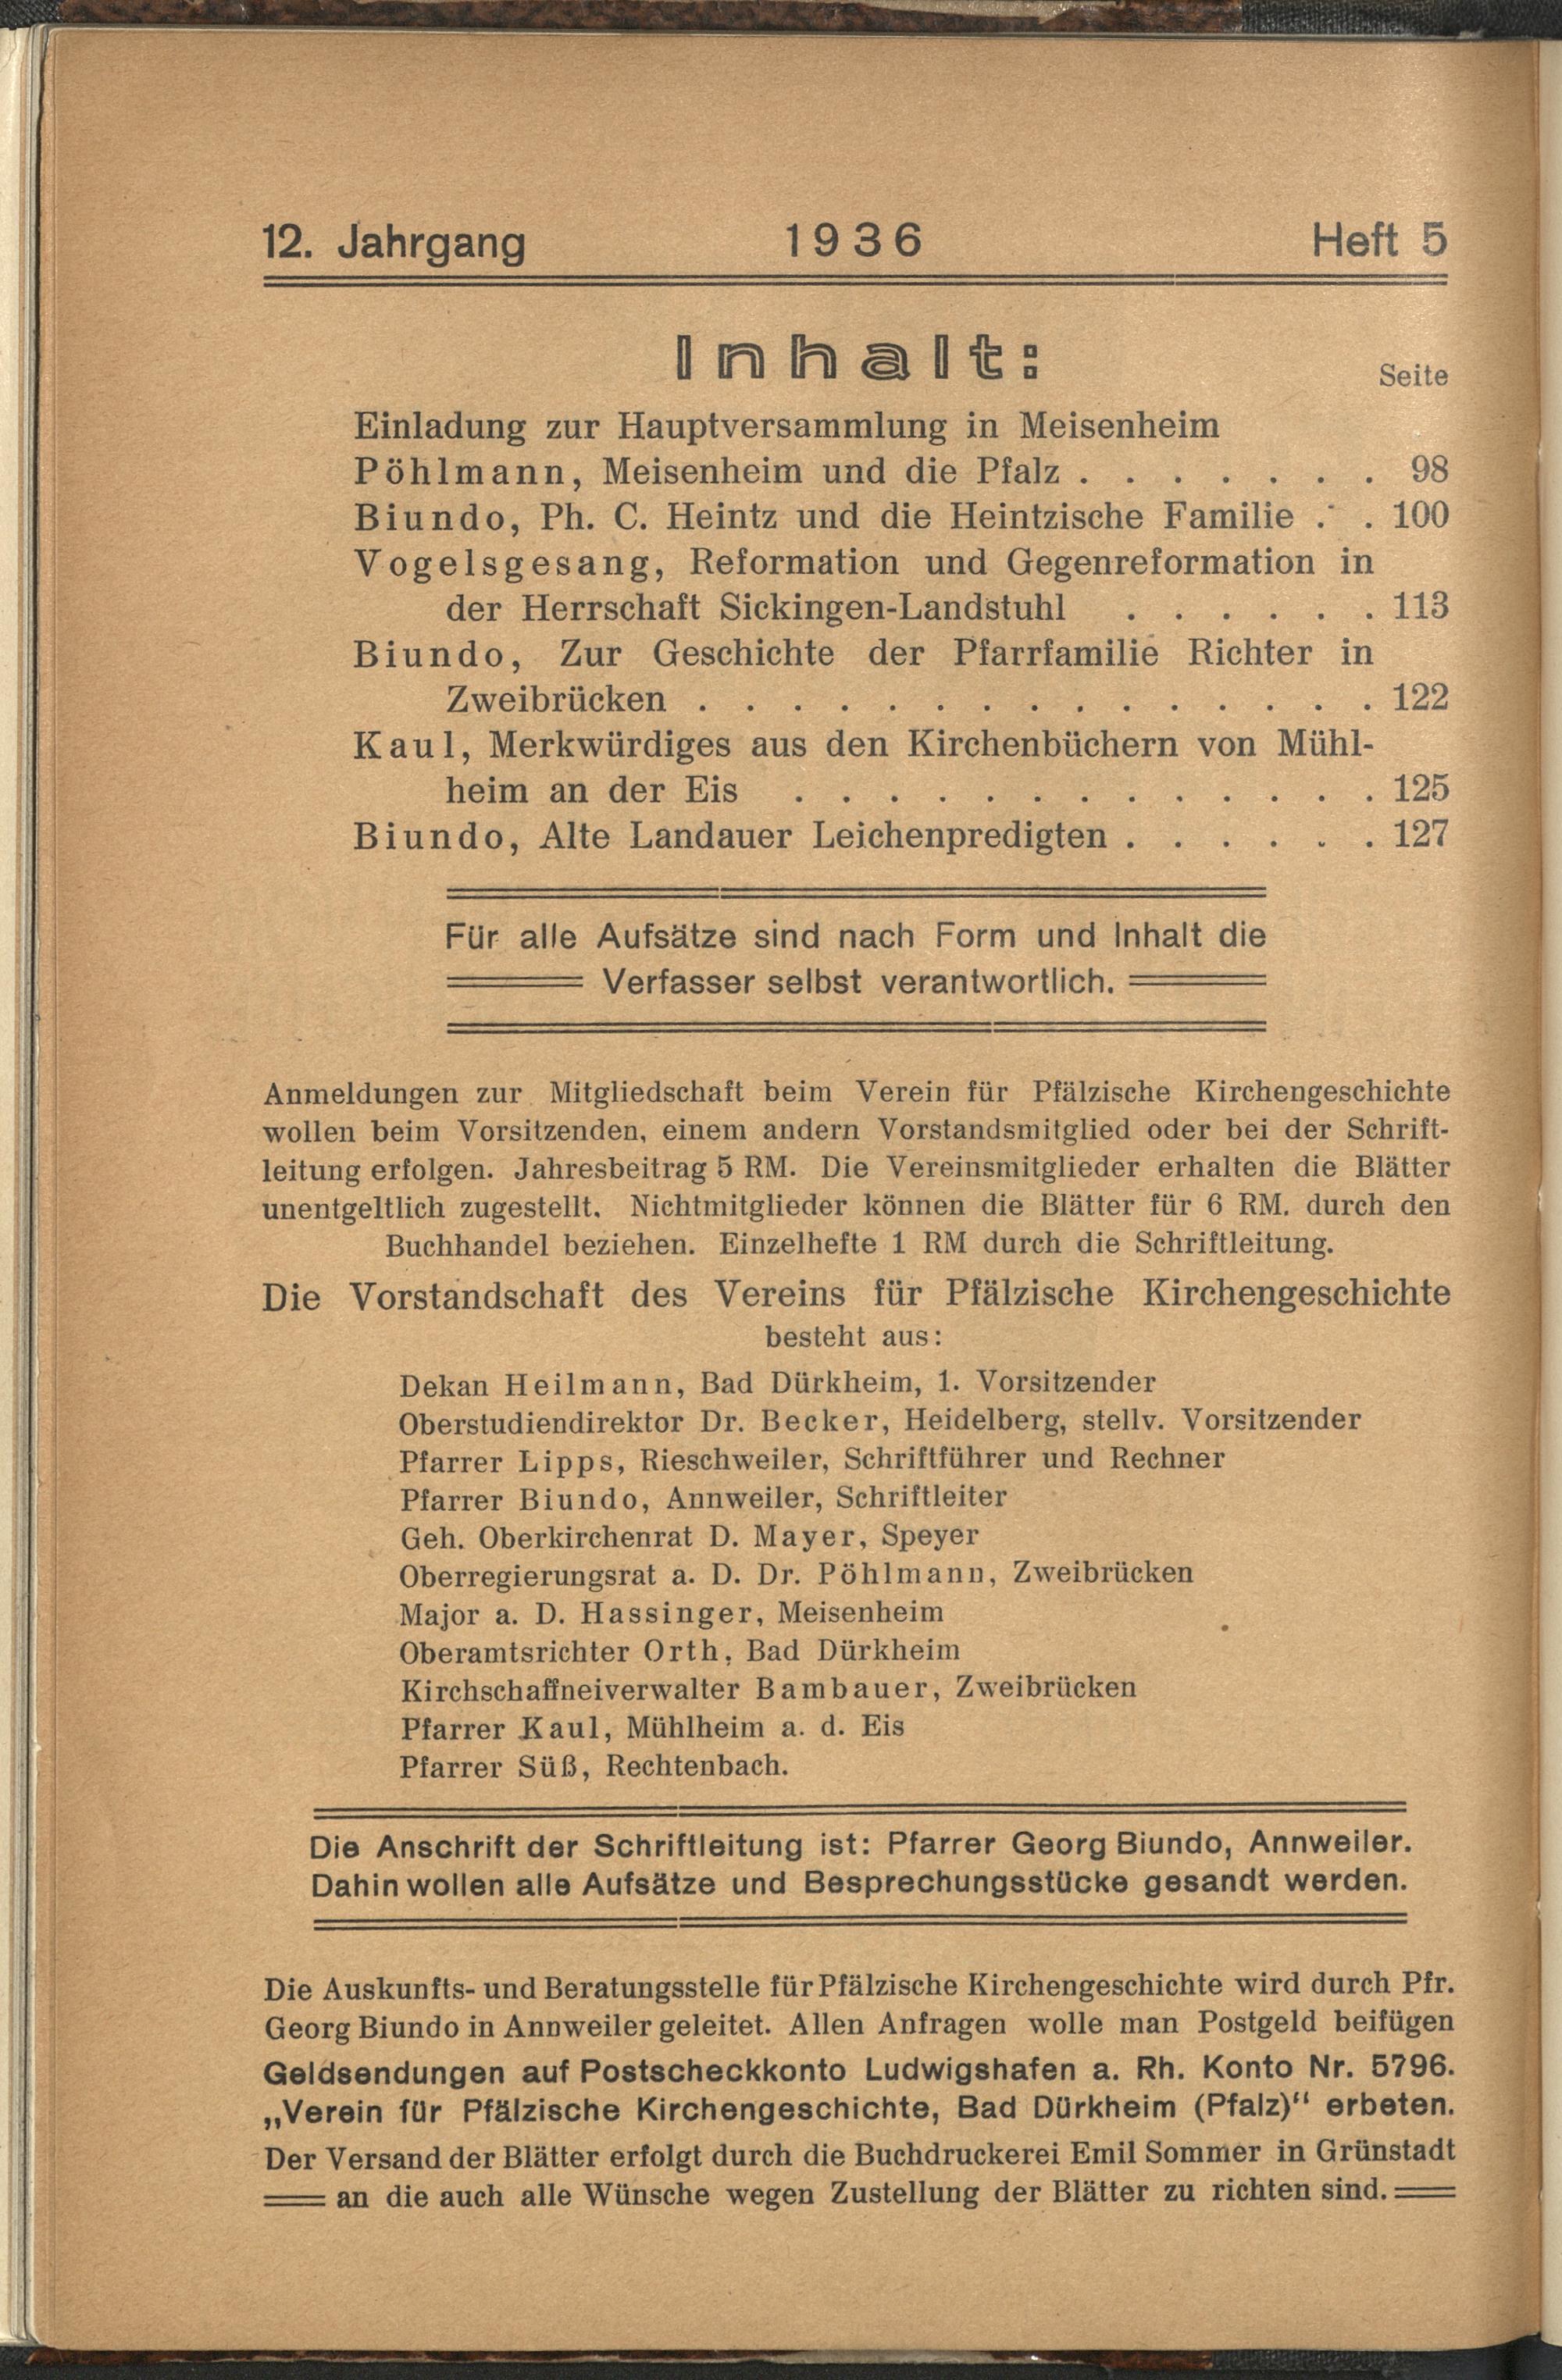 12. Jahrgang 1936 Heft 5
Inhalt:
Seite
Einladung zur Hauptversammlung in Meisenheim
Pöhlmann, Meisenheim und die Pfalz . . . . . . . 98
Biundo, Ph. C. Heintz und die Heintzische Familie . . 100
Vogelsgesang, Reformation und Gegenreformation in
der Herrschaft Sickingen-Landstuhl . . . . . . 113
Biundo, Zur Geschichte der Pfarrfamilie Richter in
Zweibrücken . . . . . . . . . . . . . . . 122
Kaul, Merkwürdiges aus den Kirchenbüchern von Mühl-
heim an der Eis . . . . . . . . . . . . . 125
Biundo, Alte Landauer Leichenpredigten . . . . . . 127
Für alle Aufsätze sind nach Form und Inhalt die
Verfasser selbst verantwortlich.
Anmeldungen zur Mitgliedschaft beim Verein für Pfälzische Kirchengeschichte
wollen beim Vorsitzenden, einem andern Vorstandsmitglied oder bei der Schrift-
leitung erfolgen. Jahresbeitrag 5 RM. Die Vereinsmitglieder erhalten die Blätter
unentgeltlich zugestellt. Nichtmitglieder können die Blätter für 6 RM. durch den
Buchhandel beziehen. Einzelhefte 1 RM durch die Schriftleitung.
Die Vorstandschaft des Vereins für Pfälzische Kirchengeschichte
besteht aus:
Dekan Heilmann, Bad Dürkheim, 1. Vorsitzender
Oberstudiendirektor Dr. Becker, Heidelberg, stellv. Vorsitzender
Pfarrer Lipps, Rieschweiler, Schriftführer und Rechner
Pfarrer Biundo, Annweiler, Schriftleiter
Geh. Oberkirchenrat D. Mayer, Speyer
Oberregierungsrat a. D. Dr. Pöhlmann, Zweibrücken
Major a. D. Hassinger, Meisenheim
Oberamtsrichter Orth, Bad Dürkheim
Kirchschaffneiverwalter Bambauer, Zweibrücken
Pfarrer Kaul, Mühlheim a. d. Eis
Pfarrer Süß, Rechtenbach.
Die Anschrift der Schriftleitung ist: Pfarrer Georg Biundo, Annweiler.
Dahin wollen alle Aufsätze und Besprechungsstücke gesandt werden.
Die Auskunfts- und Beratungsstelle für Pfälzische Kirchengeschichte wird durch Pfr.
Georg Biundo in Annweiler geleitet. Allen Anfragen wolle man Postgeld beifügen
Geldsendungen auf Postscheckkonto Ludwigshafen a. Rh. Konto Nr. 5796.
„Verein für Pfälzische Kirchengeschichte, Bad Dürkheim (Pfalz)“ erbeten.
Der Versand der Blätter erfolgt durch die Buchdruckerei Emil Sommer in Grünstadt
an die auch alle Wünsche wegen Zustellung der Blätter zu richten sind.